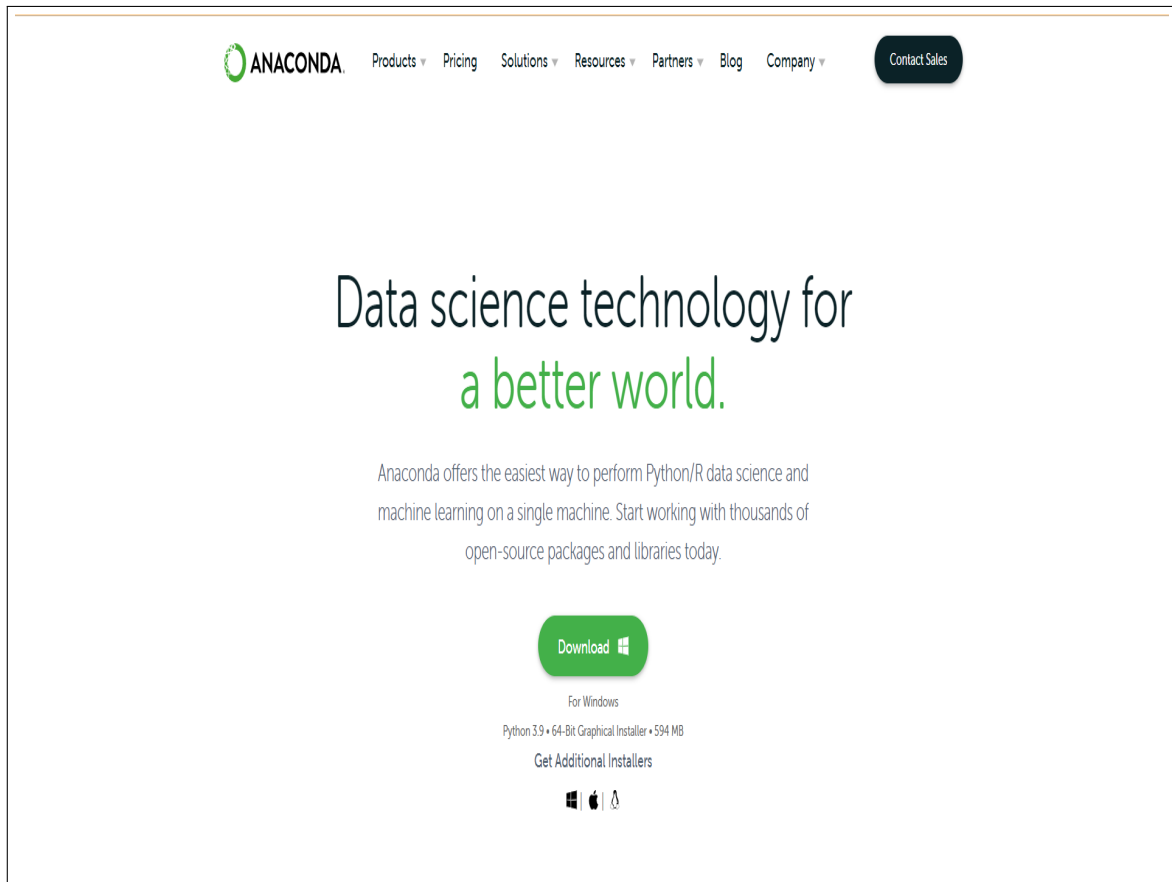 ANACONDA.
Products Pricing Solutions Resources Partners Blog Company Contact Sales
Data science technology for
a better world.
Anaconda offers the easiest way to perform Python/R data science and
machine learning on a single machine. Start working with thousands of
open-source packages and libraries today.
Download
For Windows
Python 3.9 • 64-Bit Graphical Installer • 594 MB
Get Additional Installers